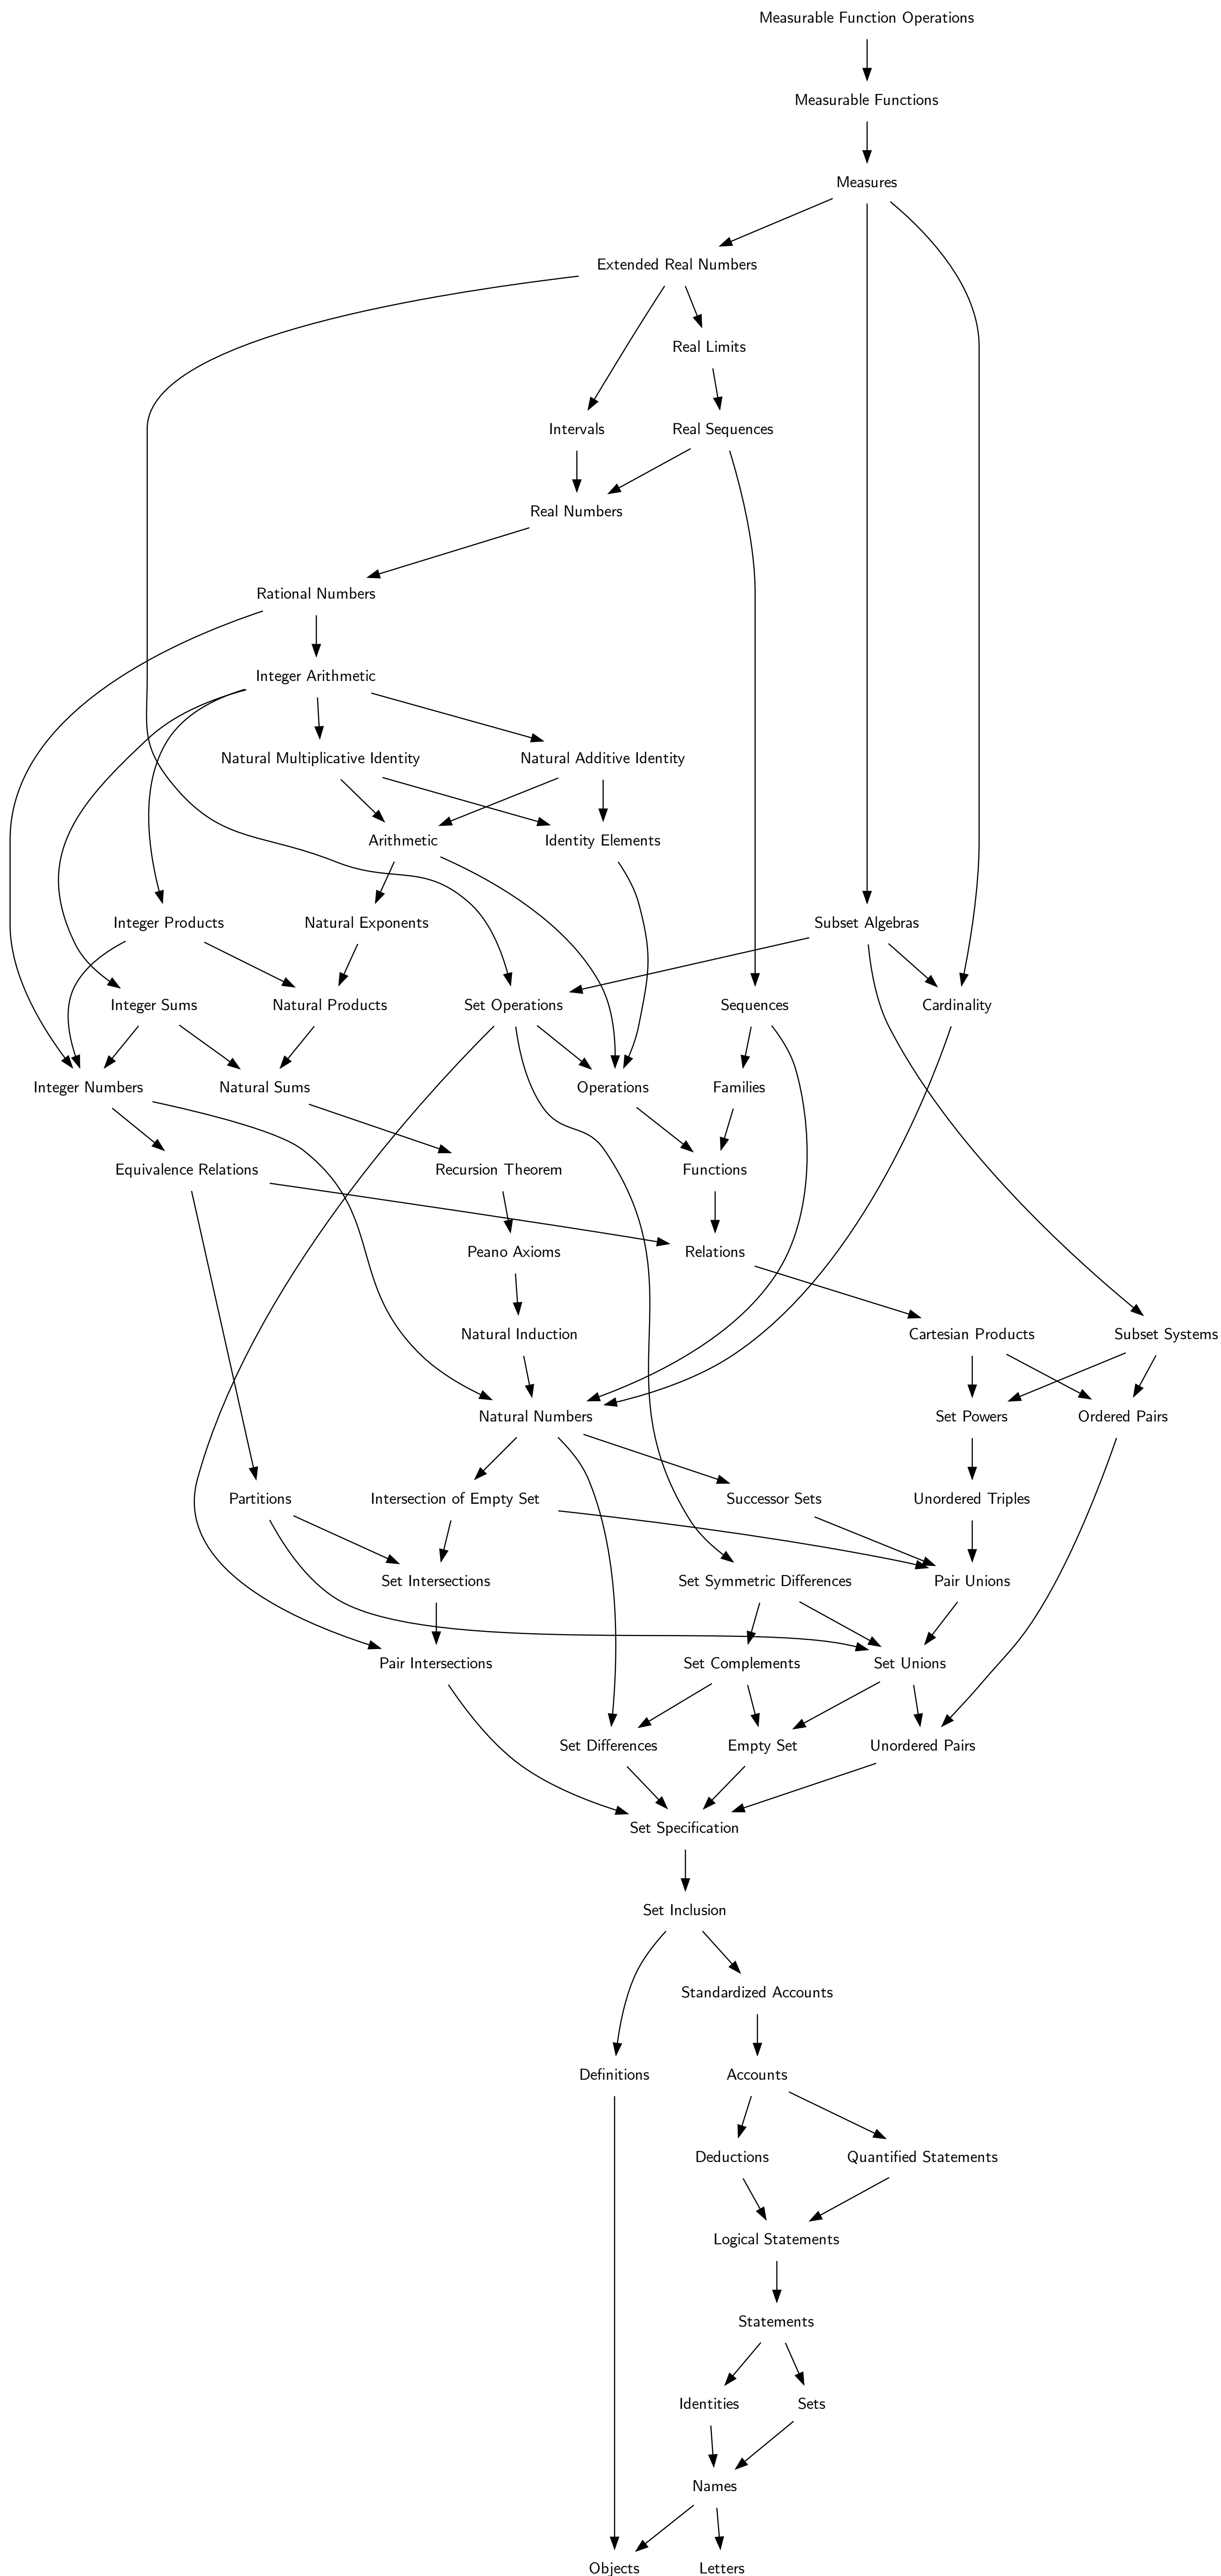 Measurable Function Operations
Measurable Functions
Measures
Extended Real Numbers
Real Limits
Intervals
Real Sequences
Real Numbers
Rational Numbers
Integer Arithmetic
Natural Multiplicative Identity
Natural Additive Identity
Arithmetic
Identity Elements
Integer Products
Natural Exponents
Subset Algebras
Integer Sums
Natural Products
Set Operations
Sequences
Cardinality
Integer Numbers
Natural Sums
Operations
Families
Equivalence Relations
Recursion Theorem
Functions
Peano Axioms
Relations
Natural Induction
Cartesian Products
Subset Systems
Natural Numbers
Set Powers
Ordered Pairs
Partitions
Intersection of Empty Set
Successor Sets
Unordered Triples
Set Intersections
Set Symmetric Differences
Pair Unions
Pair Intersections
Set Complements
Set Unions
Set Differences
Empty Set
Unordered Pairs
Set Specification
Set Inclusion
Standardized Accounts
Definitions
Accounts
Deductions
Quantified Statements
Logical Statements
Statements
Identities
Sets
Names
Objects
Letters